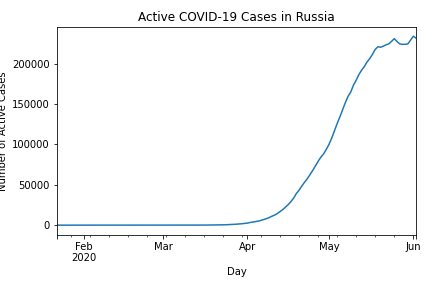 Active COVID-19 Cases in Russia
Number of Active Cases
200000
150000
100000
50000
0
Feb
2020
Mar
Apr
May
Jun
Day